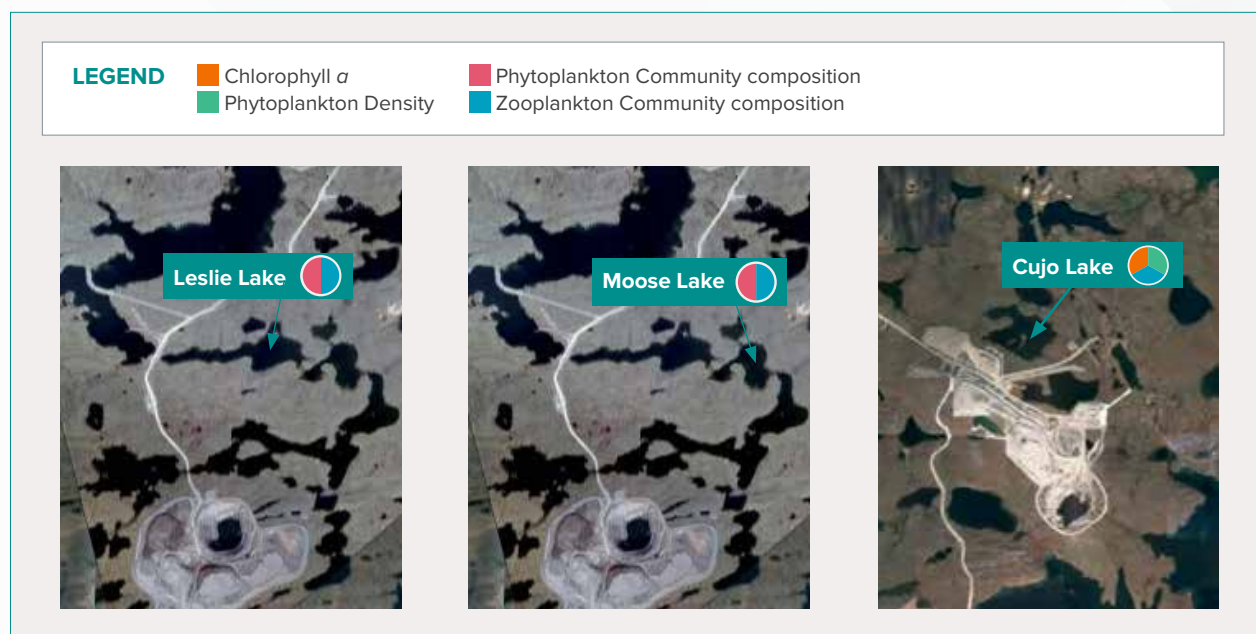 LEGEND
Chlorophyll a
Phytoplankton Density
Phytoplankton Community composition
Zooplankton Community composition
Leslie Lake
Moose Lake
Cujo Lake